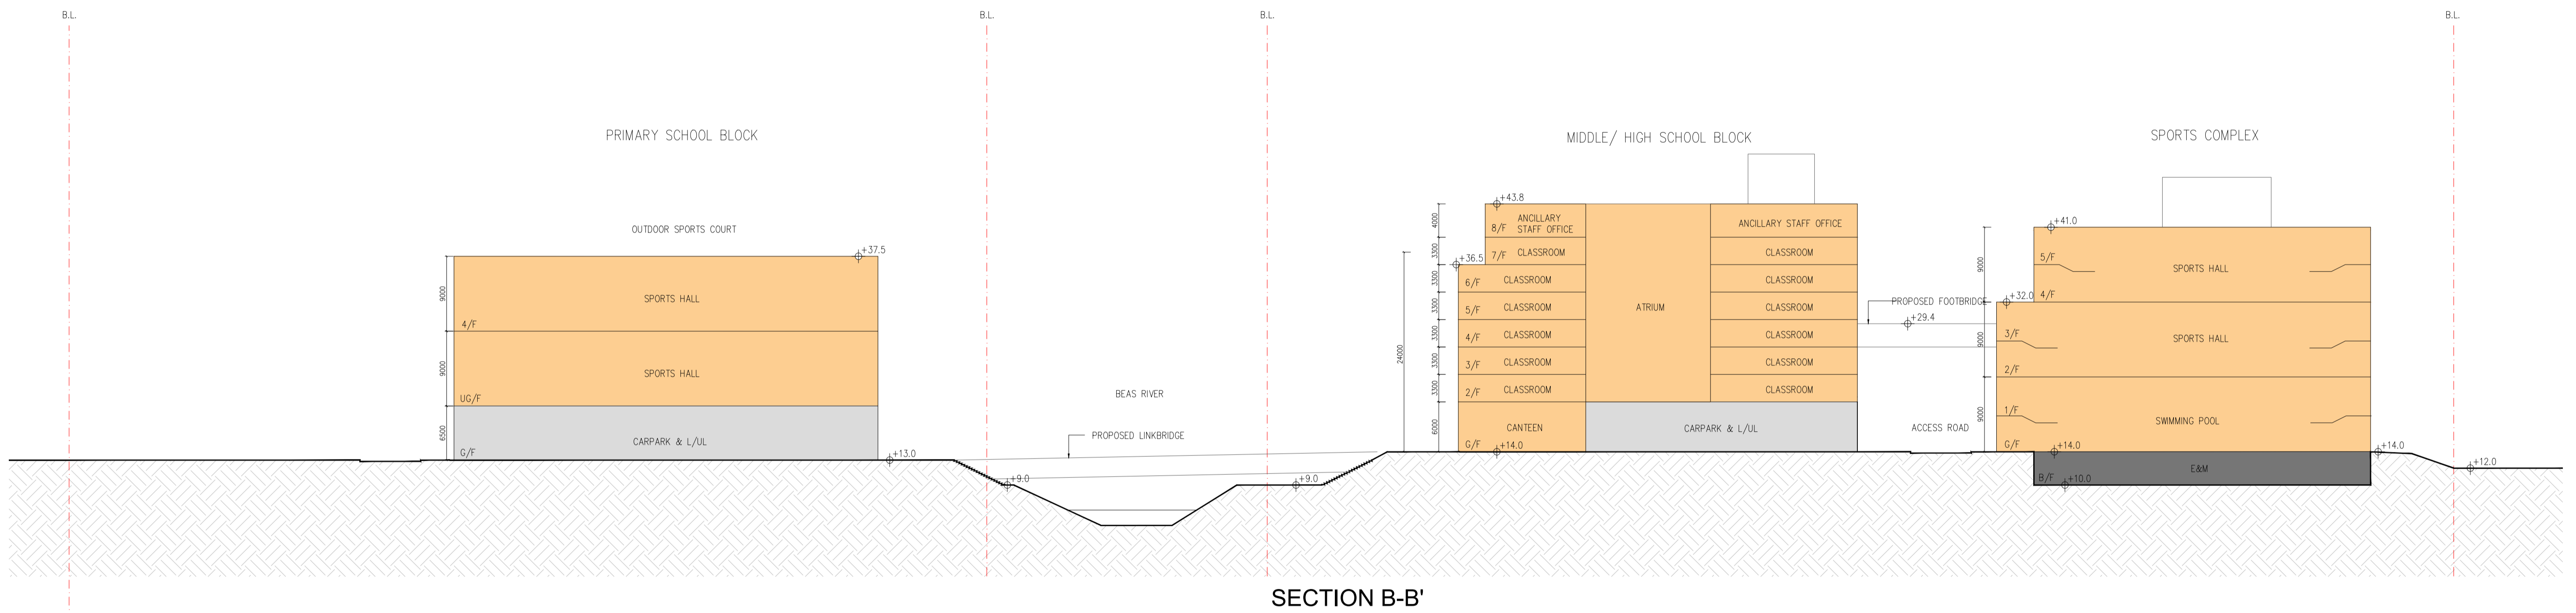 B.L.
B.L.
B.L.
B.L.
PRIMARY SCHOOL BLOCK
MIDDLE/ HIGH SCHOOL BLOCK
SPORTS COMPLEX
OUTDOOR SPORTS COURT
+37.5
9000
SPORTS HALL
4/F
9000
SPORTS HALL
UG/F
6500
CARPARK & L/UL
G/F
+13.0
+9.0
BEAS RIVER
PROPOSED LINKBRIDGE
+9.0
24000
+43.8
4000
ANCILLARY
STAFF OFFICE
8/F
ANCILLARY STAFF OFFICE
3300
7/F
CLASSROOM
CLASSROOM
+36.5
3300
6/F
CLASSROOM
CLASSROOM
3300
5/F
CLASSROOM
ATRIUM
CLASSROOM
3300
4/F
CLASSROOM
CLASSROOM
3300
3/F
CLASSROOM
CLASSROOM
3300
2/F
CLASSROOM
CLASSROOM
6000
CANTEEN
CARPARK & L/UL
G/F
+14.0
PROPOSED FOOTBRIDGE
+29.4
ACCESS ROAD
+41.0
9000
5/F
SPORTS HALL
4/F
+32.0
9000
3/F
SPORTS HALL
2/F
9000
1/F
SWIMMING POOL
G/F
+14.0
+14.0
E&M
B/F
+10.0
+12.0
SECTION B-B'